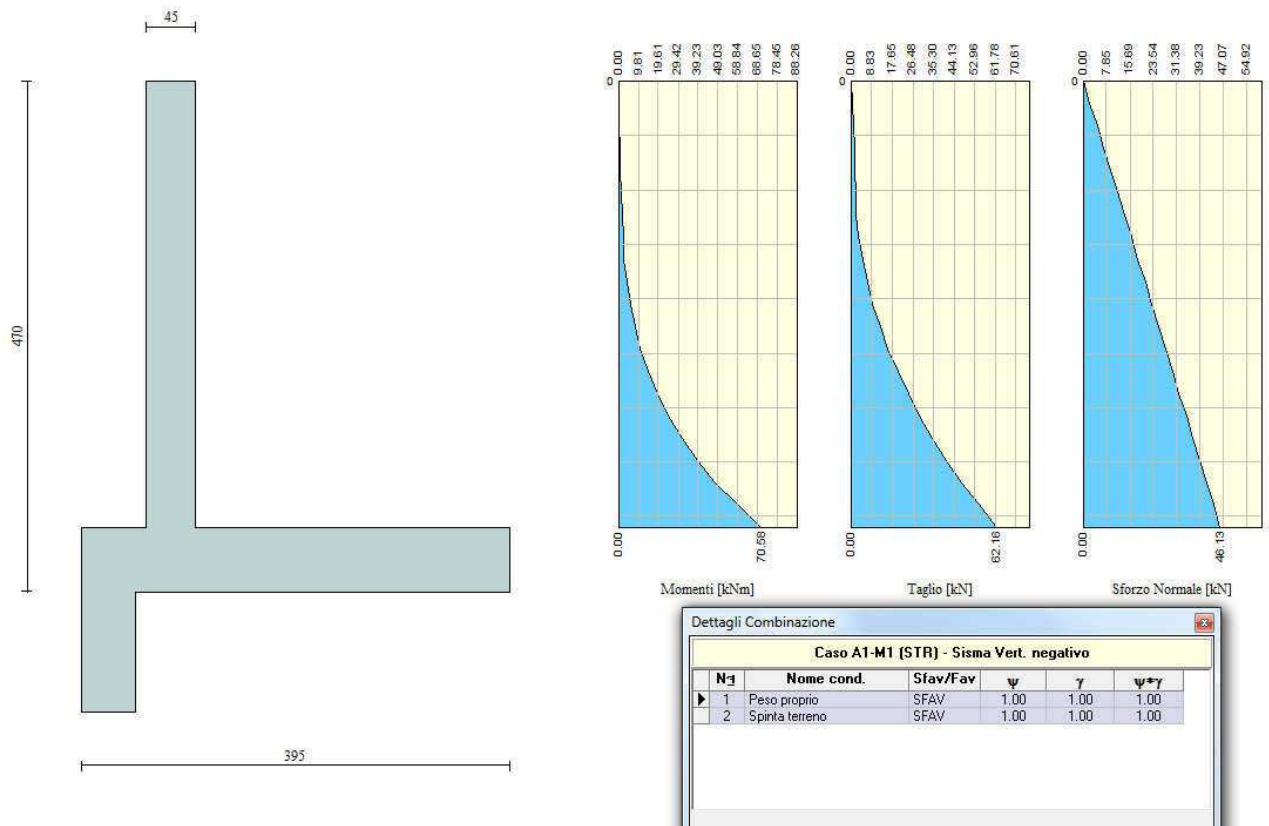 45
470
395
0.00 9.81 19.61 29.42 39.23 49.03 58.84 68.65 78.45 88.26
0
0.00 70.58
Momenti [kNm]
0.00 8.83 17.65 26.48 35.30 44.13 52.96 61.78 70.61
0
0.00 62.16
Taglio [kN]
0.00 7.85 15.69 23.54 31.38 39.23 47.07 54.92
0
0.00 46.13
Sforzo Normale [kN]
Dettagli Combinazione
Caso A1-M1 (STR) - Sisma Vert. negativo
Nome cond. Sfav/Fav Ψ γ Ψ*γ
1 Peso proprio SFAV 1.00 1.00 1.00
2 Spinta terreno SFAV 1.00 1.00 1.00